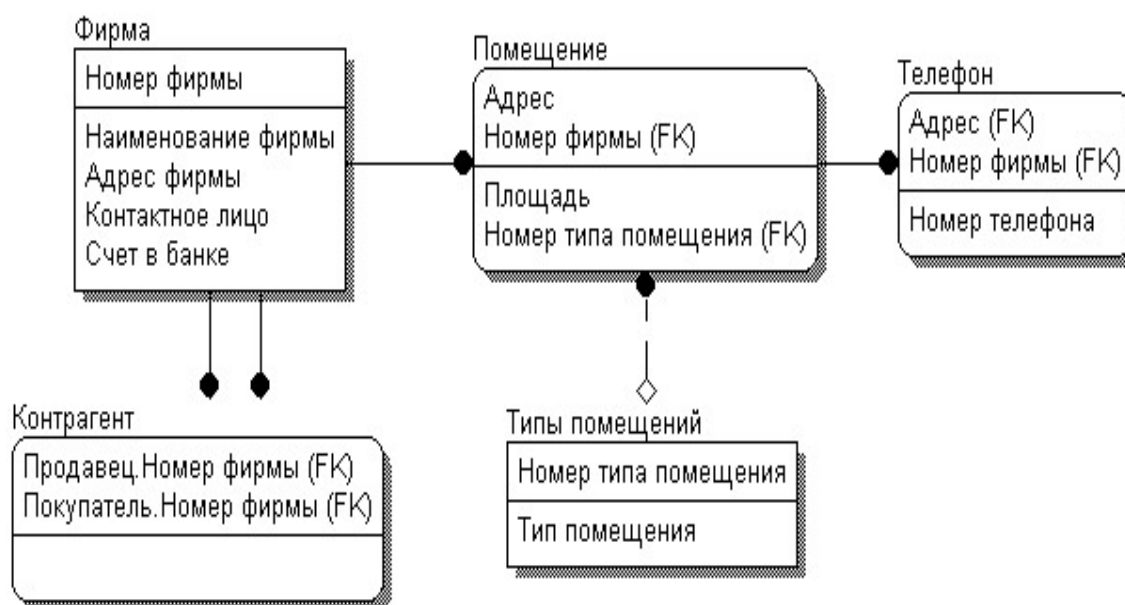 Фирма
Номер фирмы
Наименование фирмы
Адрес фирмы
Контактное лицо
Счет в банке
Помещение
Адрес
Номер фирмы (FK)
Площадь
Номер типа помещения (FK)
Телефон
Адрес (FK)
Номер фирмы (FK)
Номер телефона
Контрагент
Продавец.Номер фирмы (FK)
Покупатель.Номер фирмы (FK)
Типы помещений
Номер типа помещения
Тип помещения